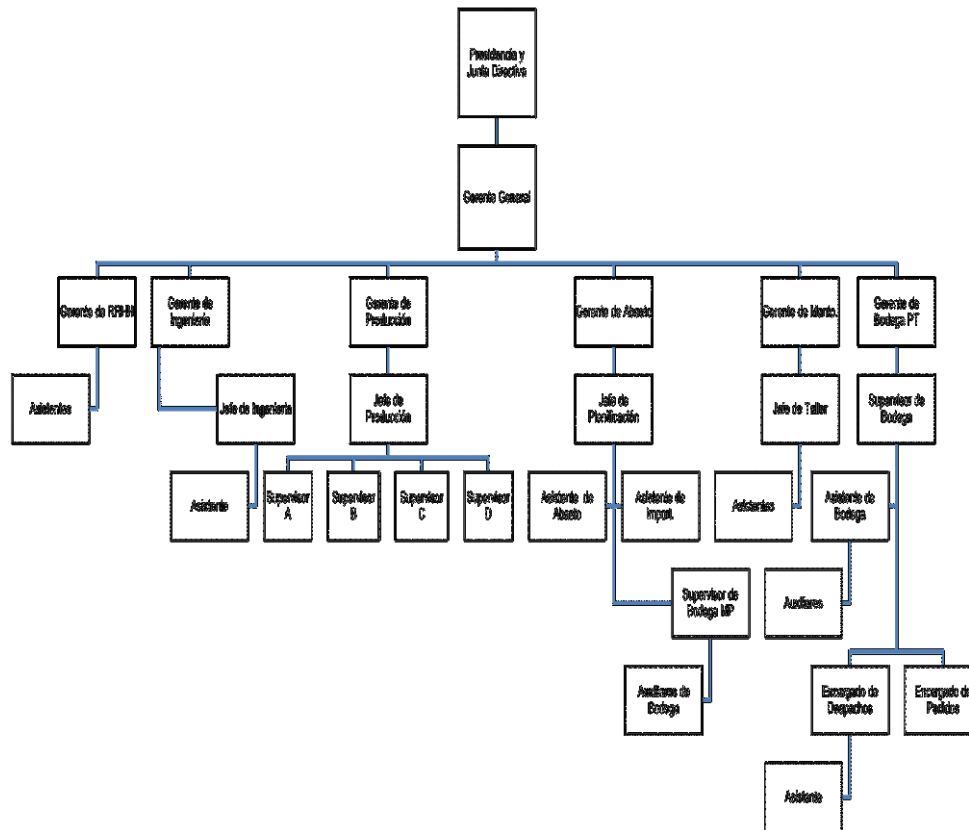 Presidencia y
Junta Directiva
Gerente General
Gerente de RRHH
Gerente de
Ingeniería
Gerente de
Producción
Gerente de Absto
Gerente de Manto.
Gerente de
Bodega PT
Asistentes
Jefe de Ingeniería
Jefe de
Producción
Jefe de
Planificación
Jefe de Taller
Supervisor de
Bodega
Asistente
Supervisor
A
Supervisor
B
Supervisor
C
Supervisor
D
Asistente de
Absto
Asistente de
Import.
Asistentes
Asistente de
Bodega
Supervisor de
Bodega MP
Auxiliares
Auxiliares de
Bodega
Encargado de
Despachos
Encargado de
Pedidos
Asistente